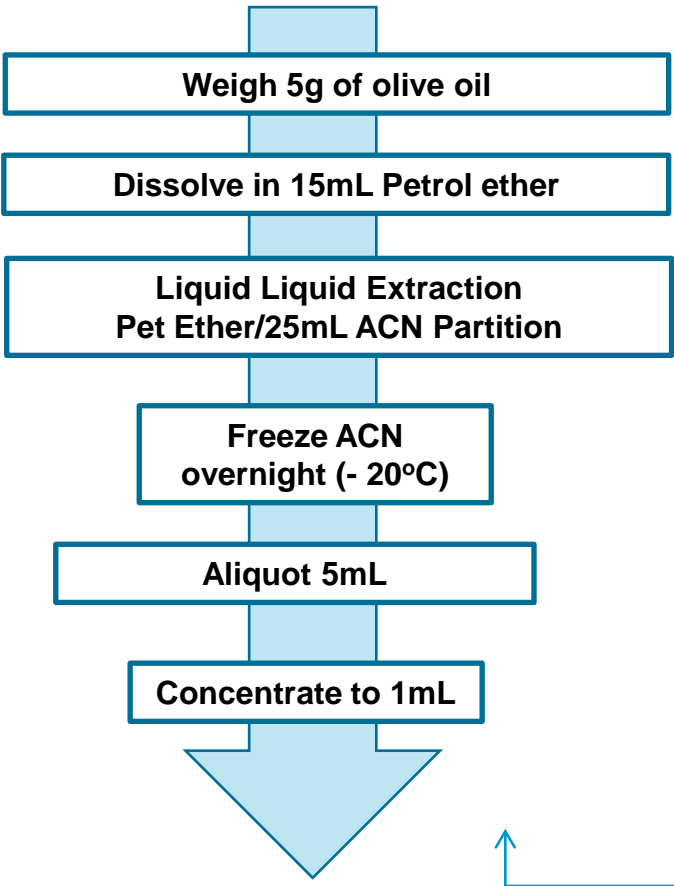 Weigh 5g of olive oil
Dissolve in 15mL Petrol ether
Liquid Liquid Extraction
Pet Ether/25mL ACN Partition
Freeze ACN
overnight (- 20°C)
Aliquot 5mL
Concentrate to 1mL